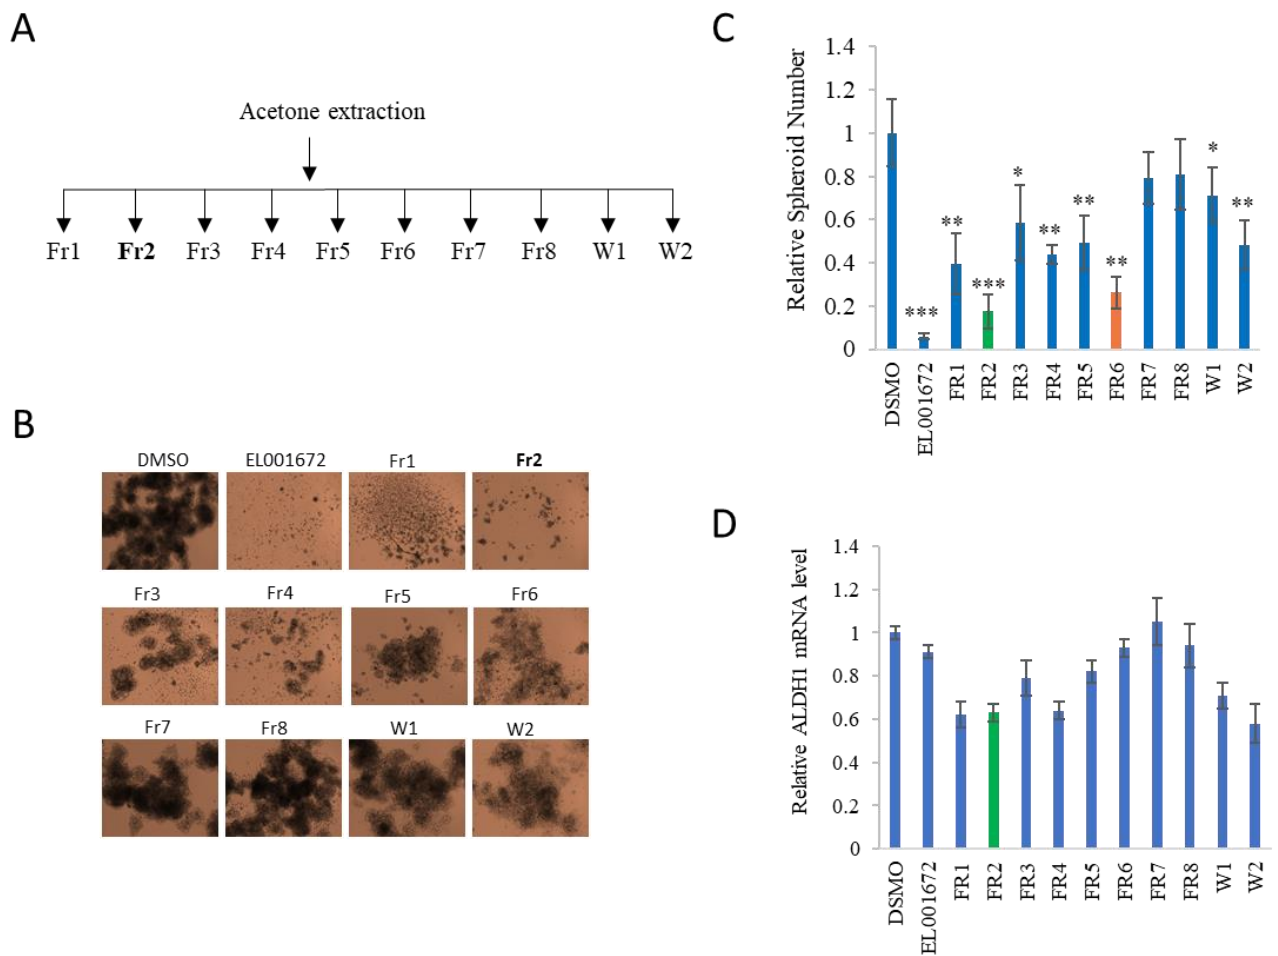 A
Acetone extraction
Fr1 Fr2 Fr3 Fr4 Fr5 Fr6 Fr7 Fr8 W1 W2
B
DMSO EL001672 Fr1 Fr2
Fr3 Fr4 Fr5 Fr6
Fr7 Fr8 W1 W2
C
Relative Spheroid Number
1.4
1.2
1
0.8
0.6
0.4
0.2
0
*** ** *** * ** ** ** * **
DSMO EL001672 FR1 FR2 FR3 FR4 FR5 FR6 FR7 FR8 W1 W2
D
Relative ALDH1 mRNA level
1.4
1.2
1
0.8
0.6
0.4
0.2
0
DSMO EL001672 FR1 FR2 FR3 FR4 FR5 FR6 FR7 FR8 W1 W2